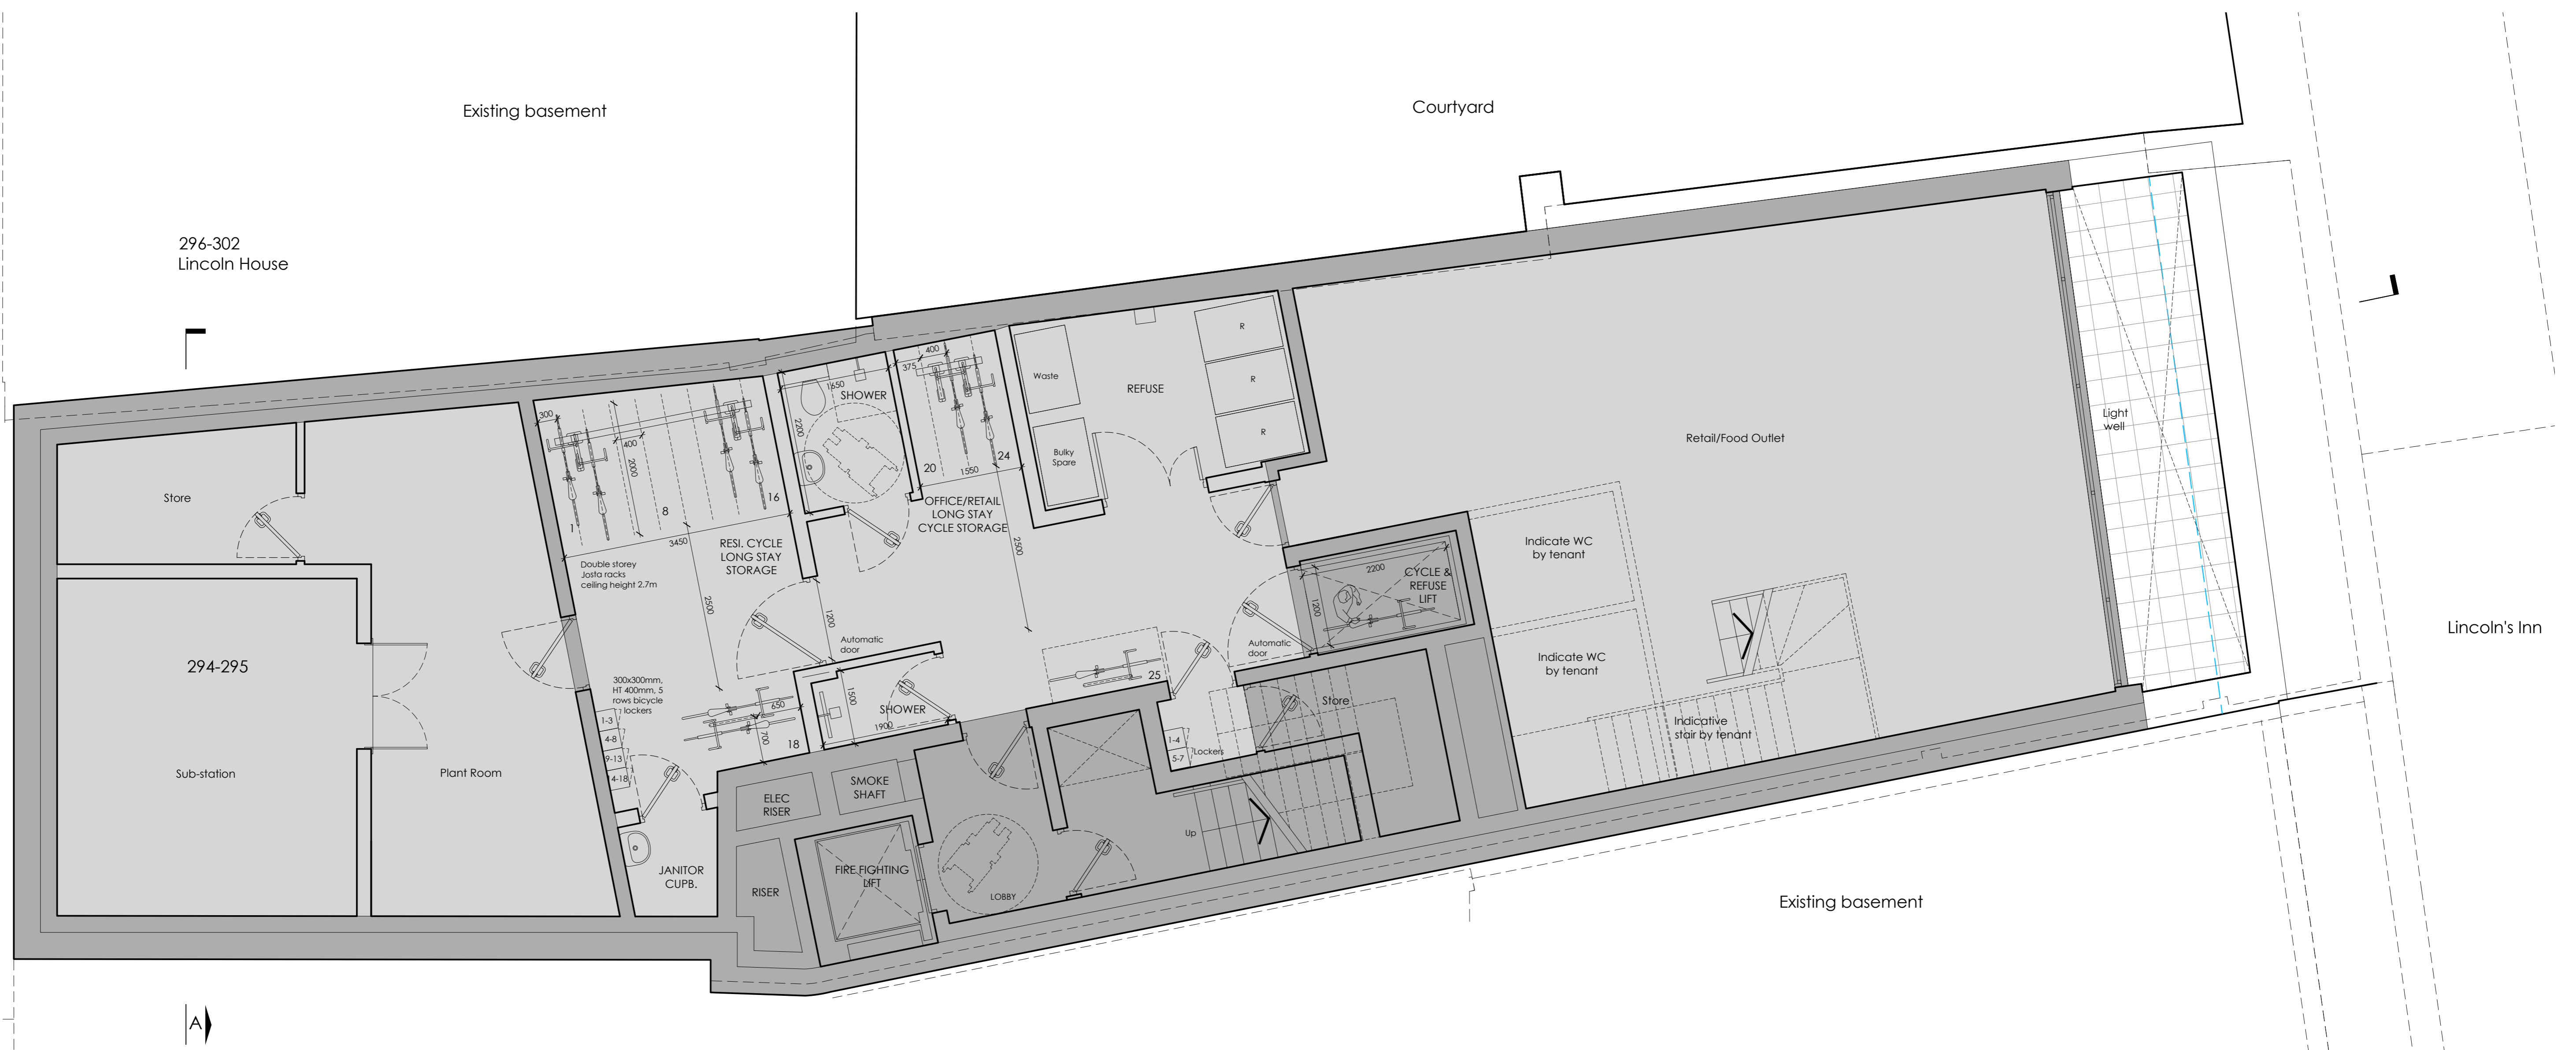 Existing basement
Courtyard
296-302
Lincoln House
Store
294-295
Sub-station
Plant Room
300
400
2000
1
8
16
3450
RESI. CYCLE
LONG STAY
STORAGE
Double storey
Josta racks
ceiling height 2.7m
2500
1650
SHOWER
2200
375
400
20
24
1550
OFFICE/RETAIL
LONG STAY
CYCLE STORAGE
2500
Waste
Bulky
Spare
REFUSE
R
R
R
1200
Automatic
door
300x300mm,
HT 400mm, 5
rows bicycle
lockers
1-3
4-8
9-13
14-18
650
700
18
1500
SHOWER
1900
25
Automatic
door
2200
1200
CYCLE &
REFUSE
LIFT
Store
1-4
5-7
Lockers
JANITOR
CUPB.
ELEC
RISER
SMOKE
SHAFT
RISER
FIRE FIGHTING
LIFT
LOBBY
Up
Retail/Food Outlet
Indicate WC
by tenant
Indicate WC
by tenant
Indicative
stair by tenant
Light
well
Lincoln's Inn
Existing basement
A